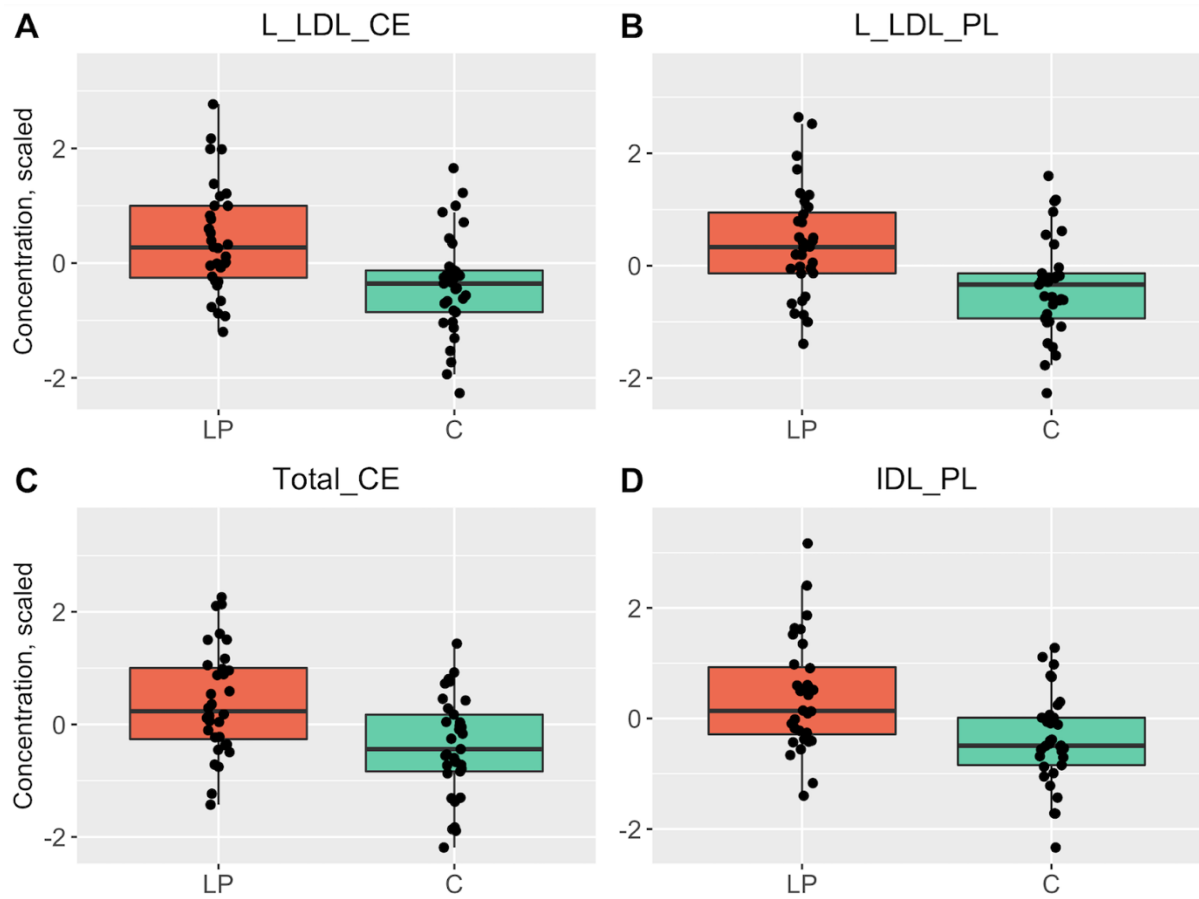 A L_LDL_CE
B L_LDL_PL
Concentration, scaled
2
0
-2
LP C
2
0
-2
LP C
C Total_CE
D IDL_PL
Concentration, scaled
2
0
-2
LP C
2
0
-2
LP C